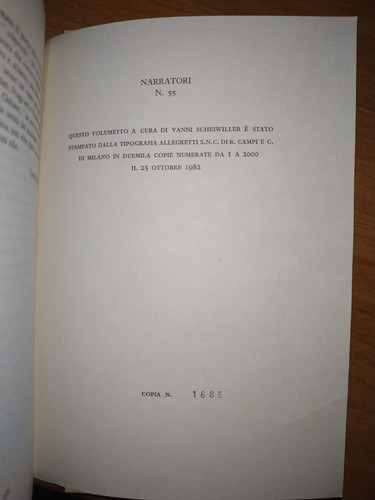 NARRATORI
N. 55
QUESTO VOLUMETTO A CURA DI VANNI SCHEIWILLER È STATO
STAMPATO DALLA TIPOGRAFIA ALLEGRETTI S.N.C. DI R. CAMPI E C.
DI MILANO IN DUEMILA COPIE NUMERATE DA 1 A 2000
IL 25 OTTOBRE 1982
COPIA N. 1686